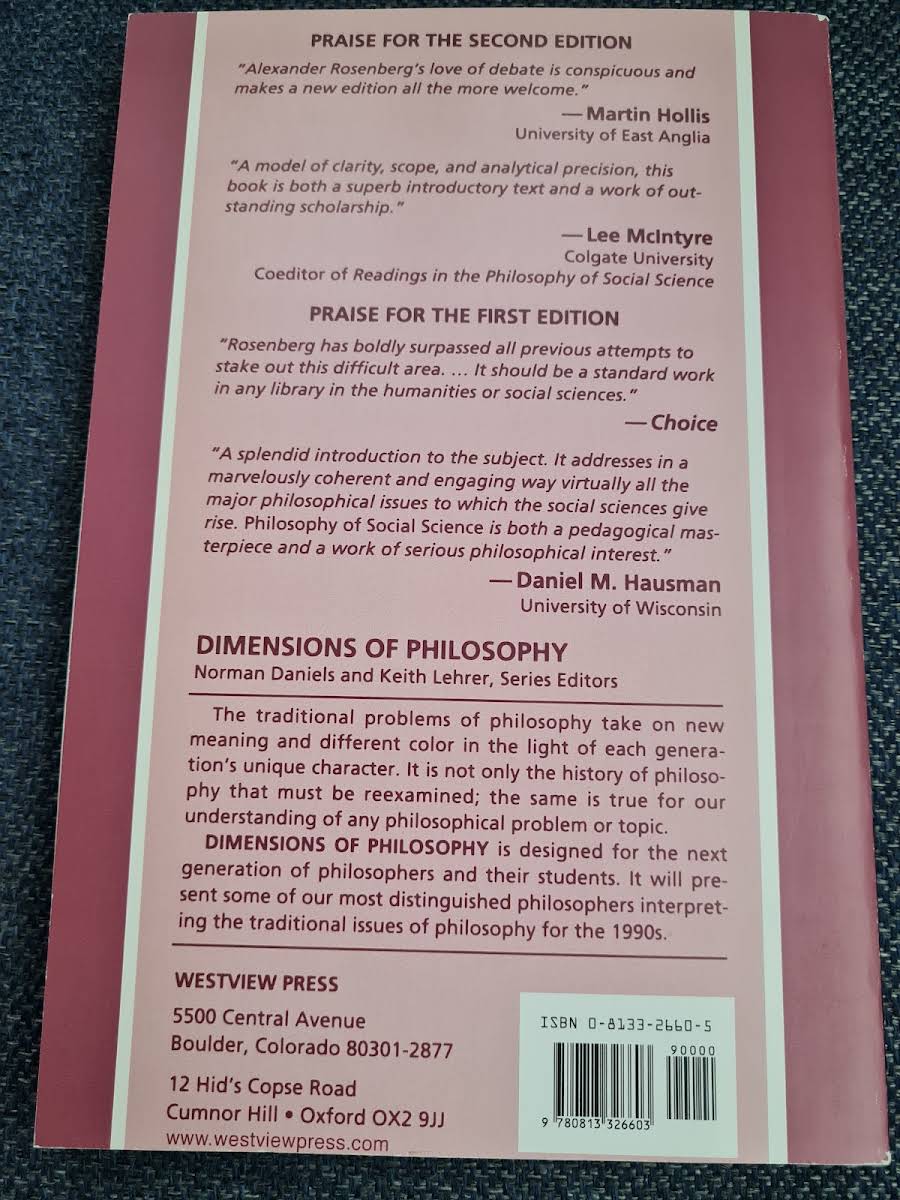 PRAISE FOR THE SECOND EDITION
"Alexander Rosenberg's love of debate is conspicuous and
makes a new edition all the more welcome."
— Martin Hollis
University of East Anglia
"A model of clarity, scope, and analytical precision, this
book is both a superb introductory text and a work of out-
standing scholarship."
— Lee McIntyre
Colgate University
Coeditor of Readings in the Philosophy of Social Science
PRAISE FOR THE FIRST EDITION
"Rosenberg has boldly surpassed all previous attempts to
stake out this difficult area. ... It should be a standard work
in any library in the humanities or social sciences."
— Choice
"A splendid introduction to the subject. It addresses in a
marvelously coherent and engaging way virtually all the
major philosophical issues to which the social sciences give
rise. Philosophy of Social Science is both a pedagogical mas-
terpiece and a work of serious philosophical interest."
— Daniel M. Hausman
University of Wisconsin
DIMENSIONS OF PHILOSOPHY
Norman Daniels and Keith Lehrer, Series Editors
The traditional problems of philosophy take on new
meaning and different color in the light of each genera-
tion's unique character. It is not only the history of philoso-
phy that must be reexamined; the same is true for our
understanding of any philosophical problem or topic.
DIMENSIONS OF PHILOSOPHY is designed for the next
generation of philosophers and their students. It will pre-
sent some of our most distinguished philosophers interpret-
ing the traditional issues of philosophy for the 1990s.
WESTVIEW PRESS
5500 Central Avenue
Boulder, Colorado 80301-2877
12 Hid's Copse Road
Cumnor Hill • Oxford OX2 9JJ
www.westviewpress.com
ISBN 0-8133-2660-5
90000
9 780813 326603